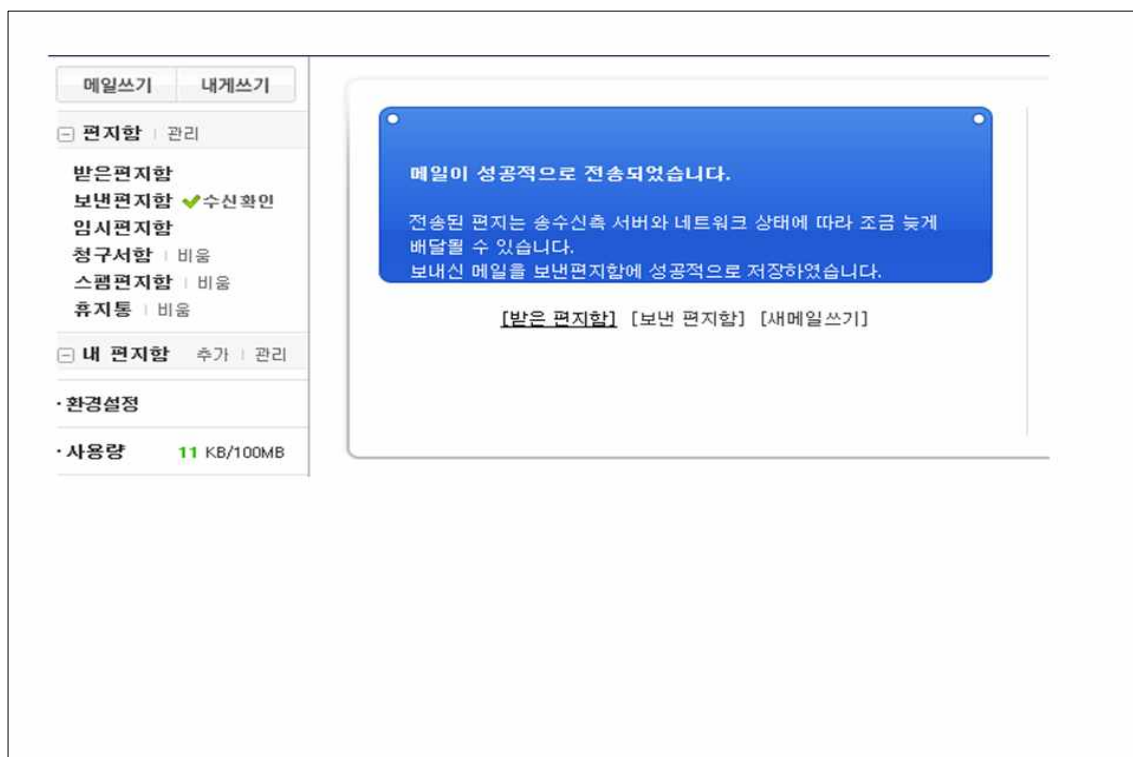 메일쓰기 내게쓰기
편지함 관리
받은편지함
보낸편지함 수신확인
임시편지함
청구서함 비움
스팸편지함 비움
휴지통 비움
내 편지함 추가 관리
·환경설정
·사용량 11 KB/100MB
메일이 성공적으로 전송되었습니다.
전송된 편지는 송수신측 서버와 네트워크 상태에 따라 조금 늦게
배달될 수 있습니다.
보내신 메일을 보낸편지함에 성공적으로 저장하였습니다.
[받은 편지함] [보낸 편지함] [새메일쓰기]